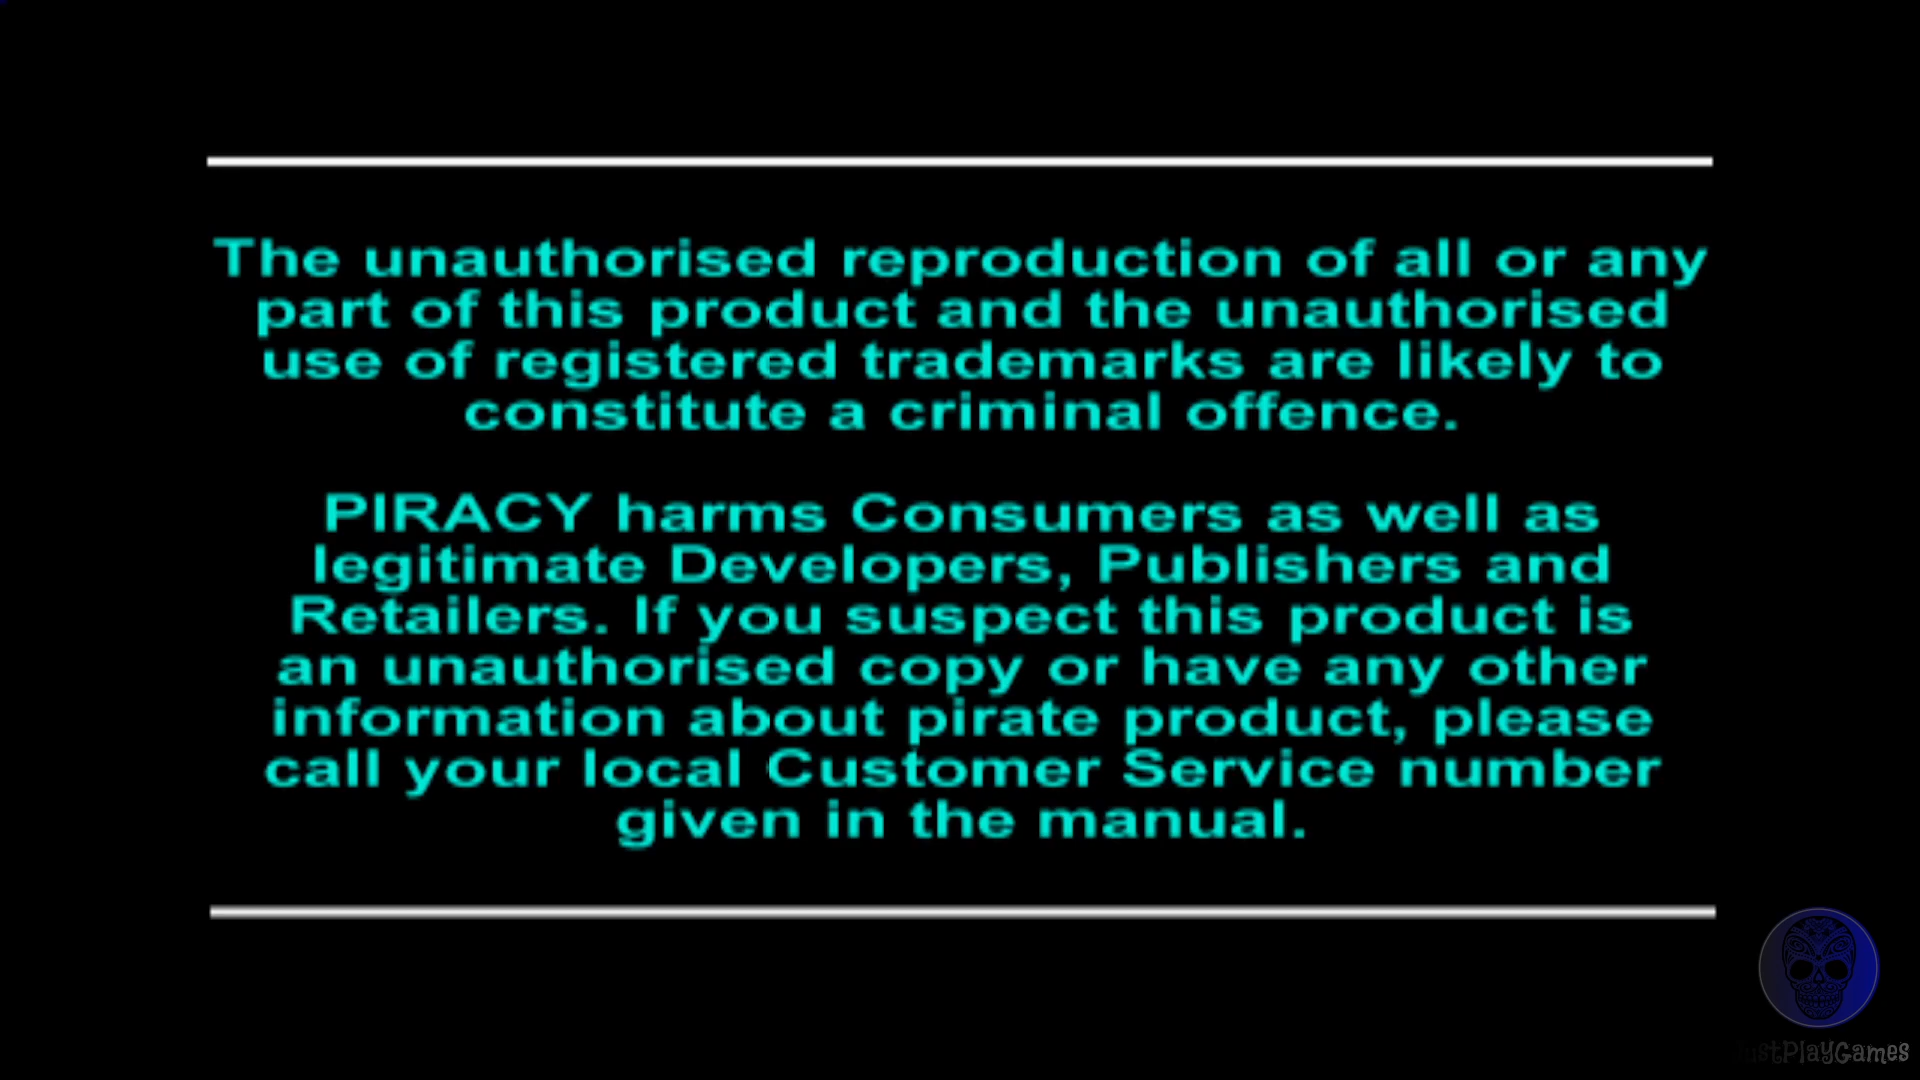 The unauthorised reproduction of all or any
part of this product and the unauthorised
use of registered trademarks are likely to
constitute a criminal offence.
PIRACY harms Consumers as well as
legitimate Developers, Publishers and
Retailers. If you suspect this product is
an unauthorised copy or have any other
information about pirate product, please
call your local Customer Service number
given in the manual.
JustPlayGames